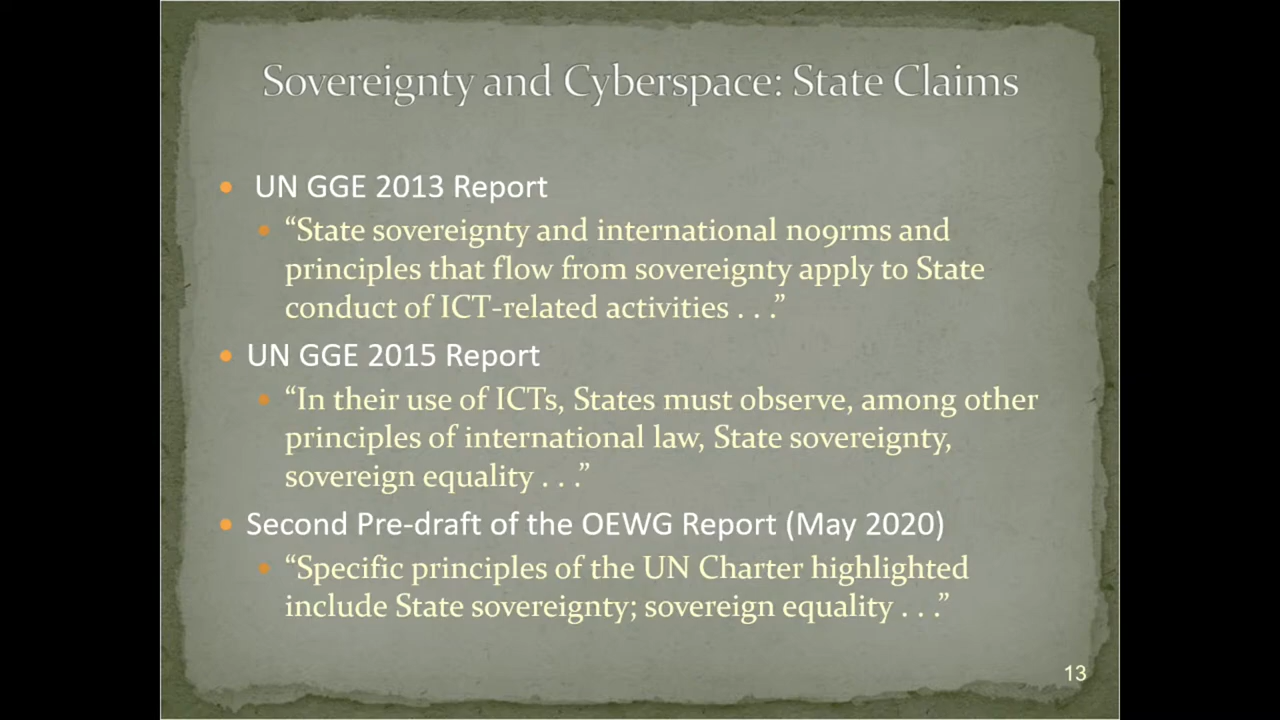 Sovereignty and Cyberspace: State Claims
• UN GGE 2013 Report
• “State sovereignty and international no9rms and
principles that flow from sovereignty apply to State
conduct of ICT-related activities . . .”
• UN GGE 2015 Report
• “In their use of ICTs, States must observe, among other
principles of international law, State sovereignty,
sovereign equality . . .”
• Second Pre-draft of the OEWG Report (May 2020)
• “Specific principles of the UN Charter highlighted
include State sovereignty; sovereign equality . . .”
13